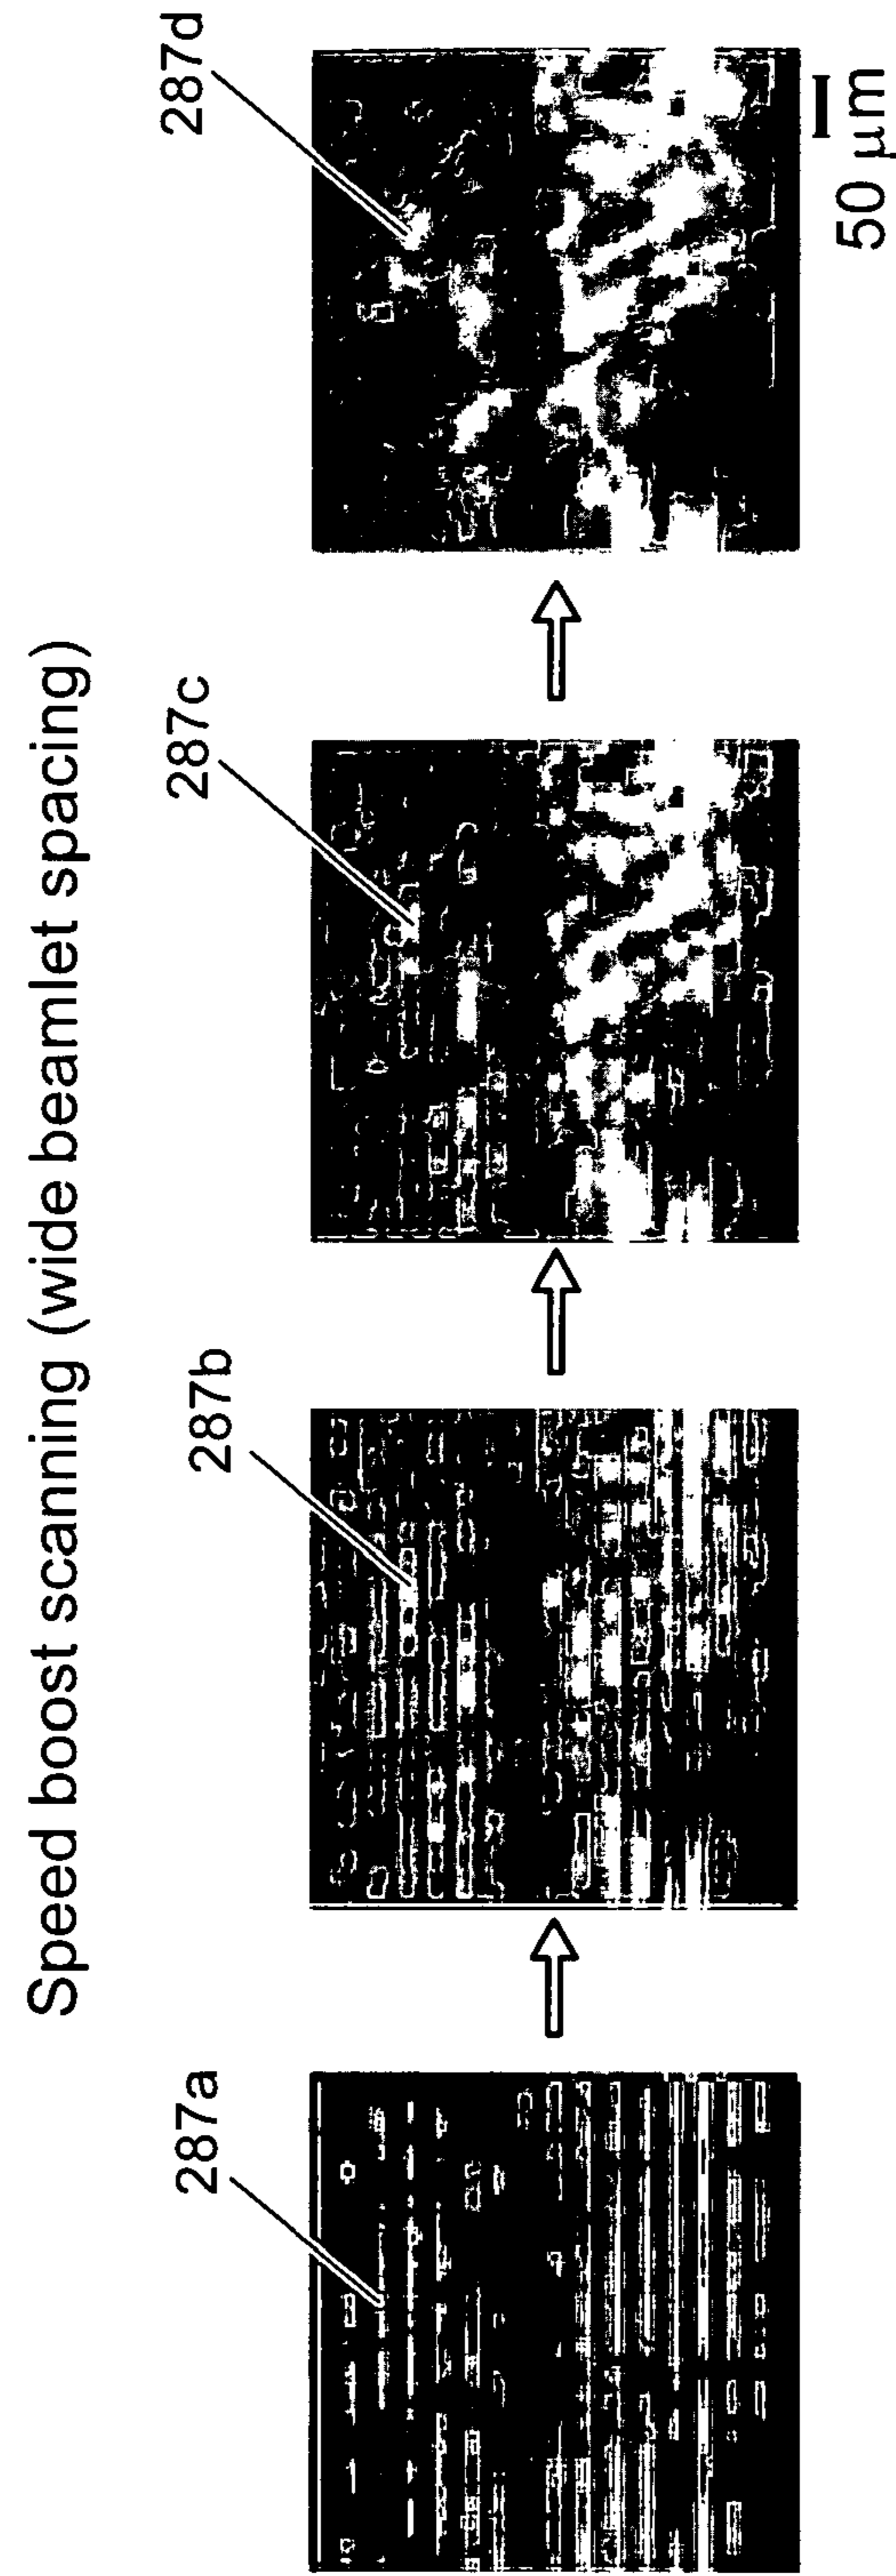 Speed boost scanning (wide beamlet spacing)
287a
287b
287c
287d
50 μm